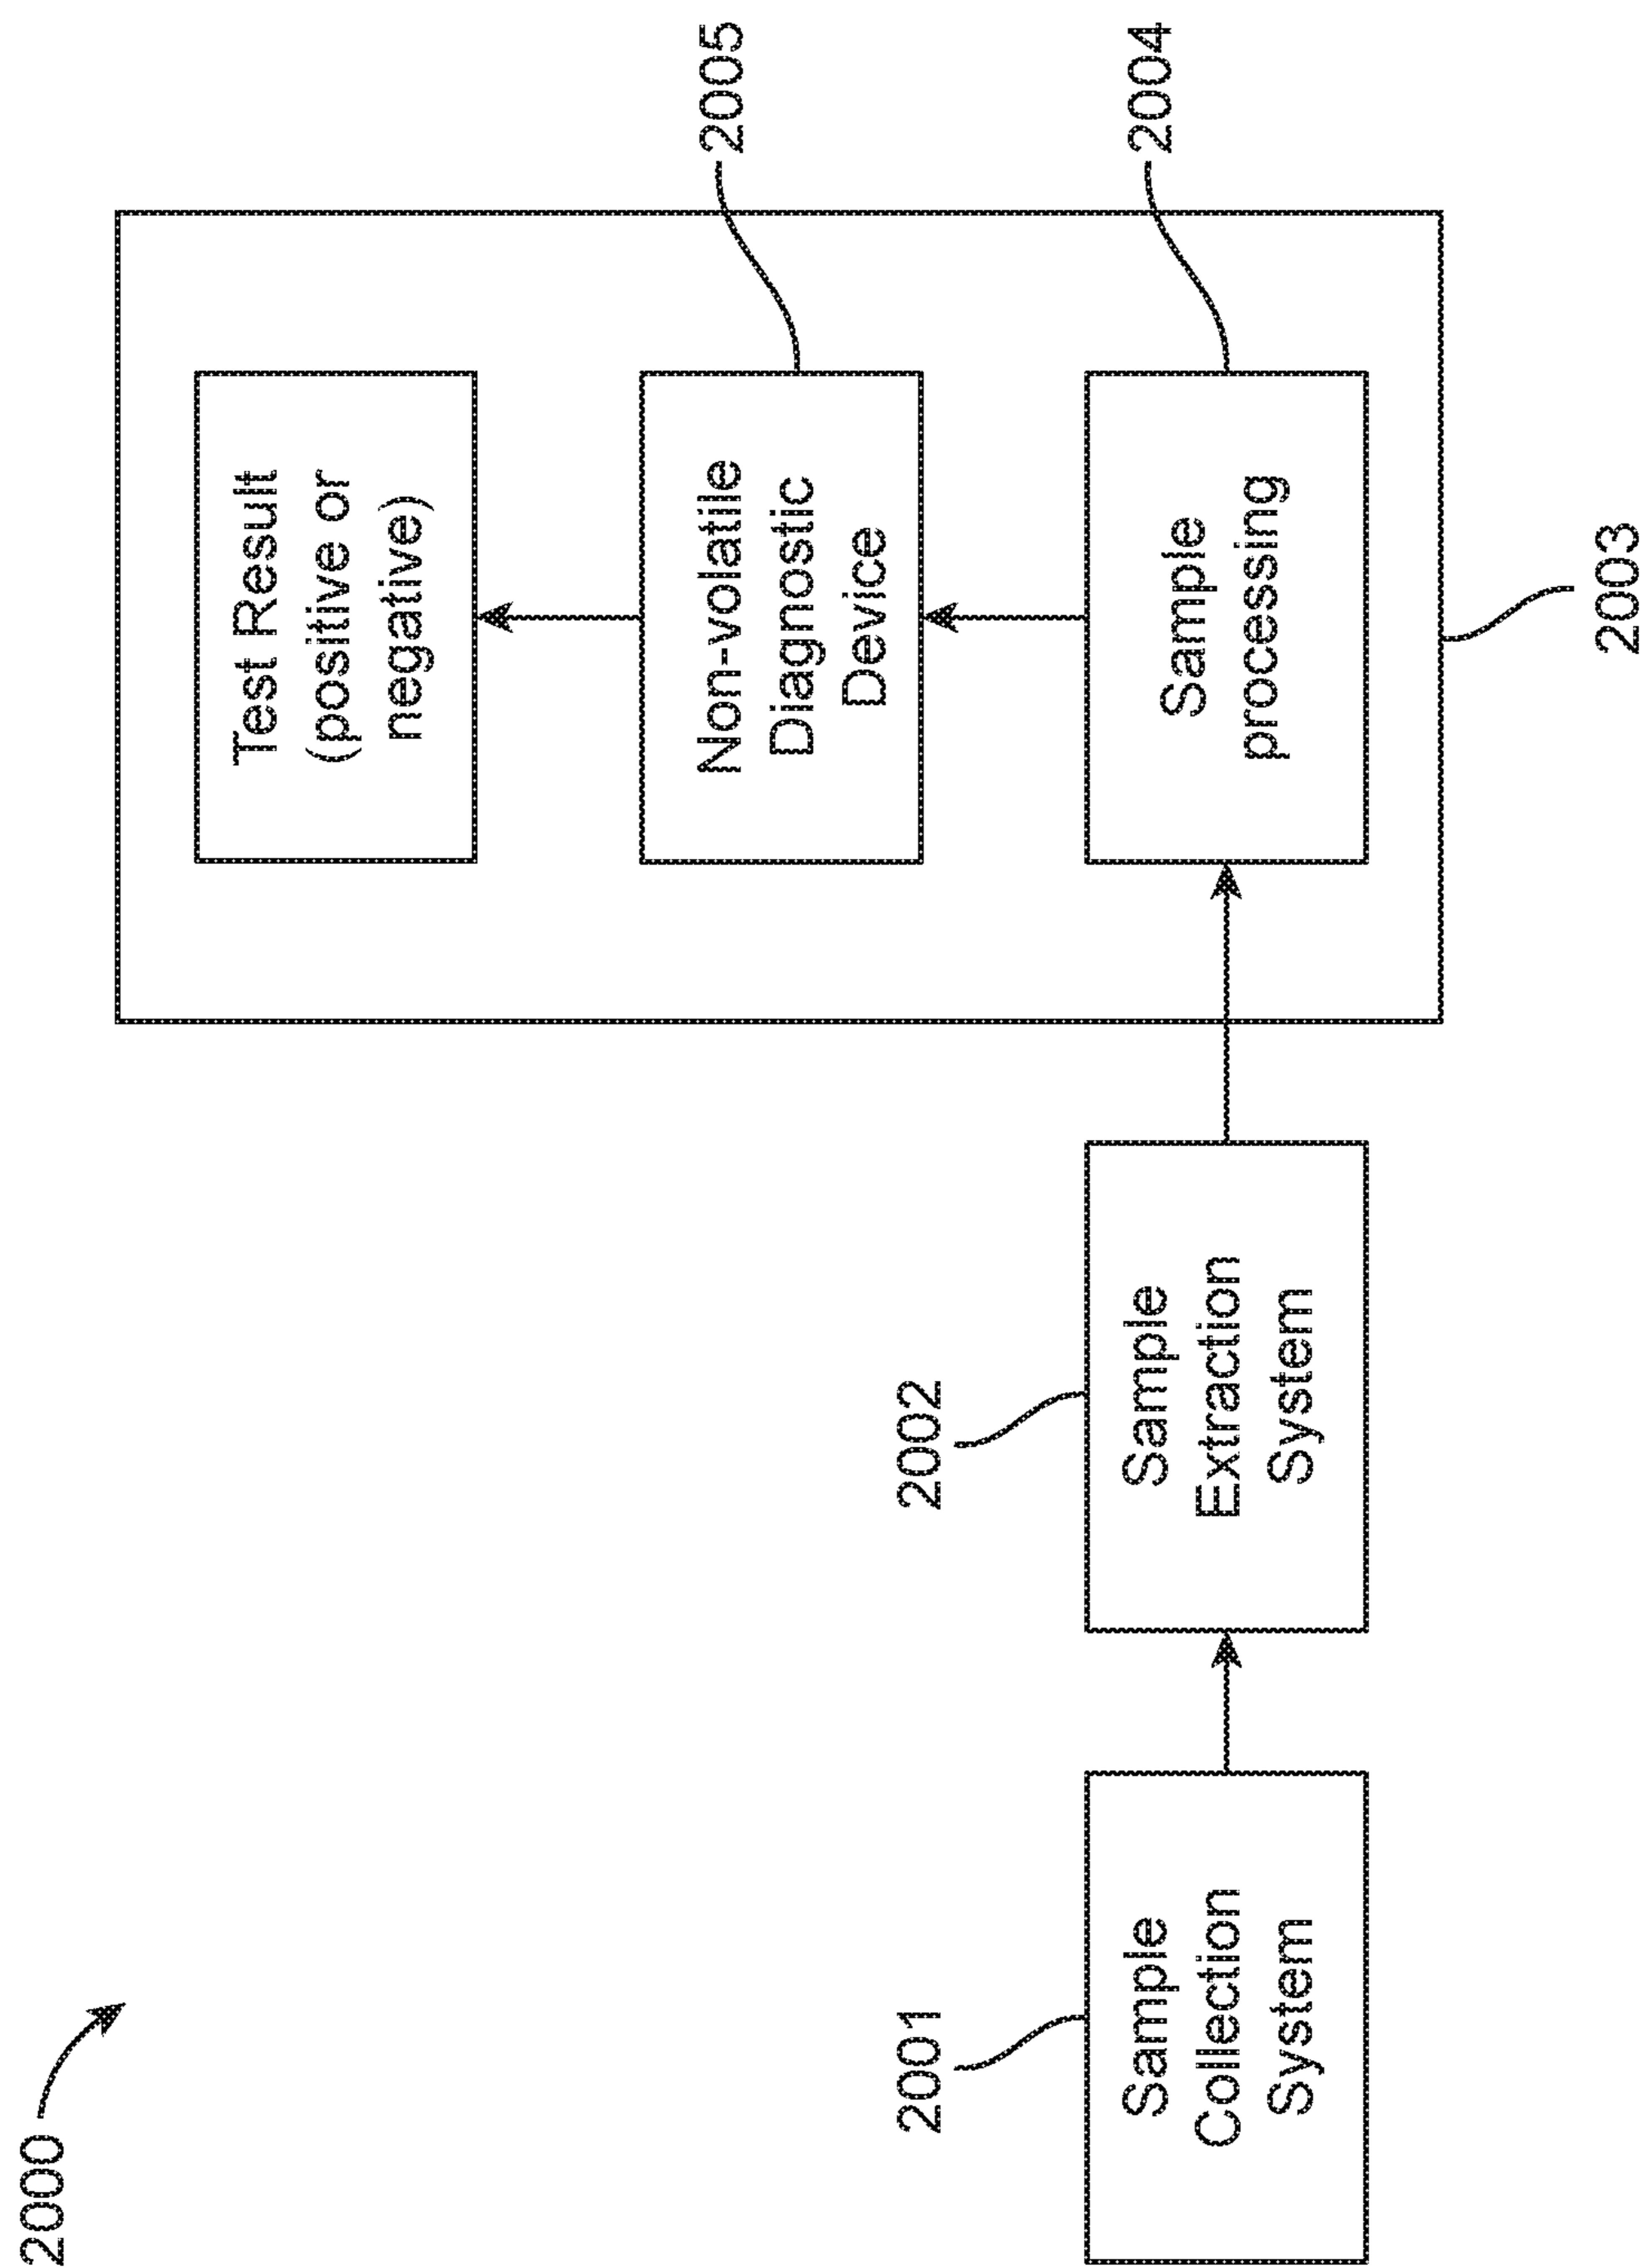 2000
2001
Sample
Collection
System
2002
Sample
Extraction
System
Test Result
(positive or
negative)
Non-volatile
Diagnostic
Device
2005
Sample
processing
2004
2003